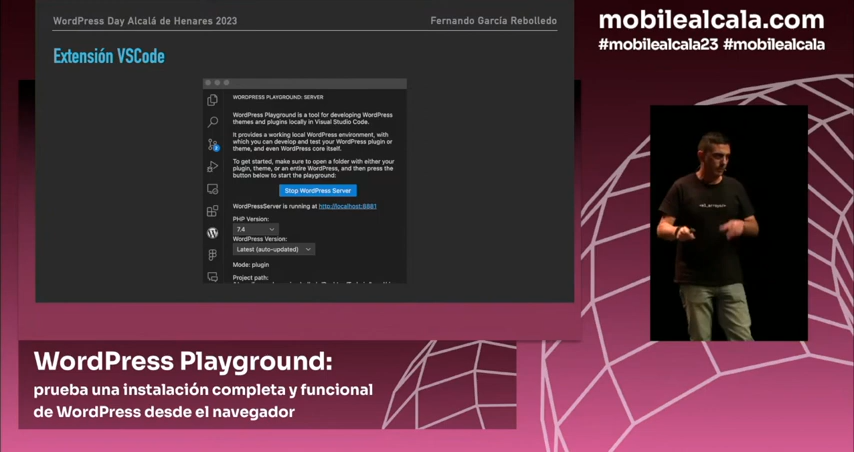 WordPress Day Alcalá de Henares 2023
Fernando García Rebolledo
Extensión VSCode
WORDPRESS PLAYGROUND: SERVER
WordPress Playground is a tool for developing WordPress
themes and plugins locally in Visual Studio Code.
It provides a working local WordPress environment, with
which you can develop and test your WordPress plugin or
theme, and even WordPress core itself.
To get started, make sure to open a folder with either your
plugin, theme, or an entire WordPress, and then press the
button below to start the playground:
Stop WordPress Server
WordPressServer is running at http://localhost:8881
PHP Version:
7.4
WordPress Version:
Latest (auto-updated)
Mode: plugin
Project path:
mobilealcala.com
#mobilealcala23 #mobilealcala
WordPress Playground:
prueba una instalación completa y funcional
de WordPress desde el navegador